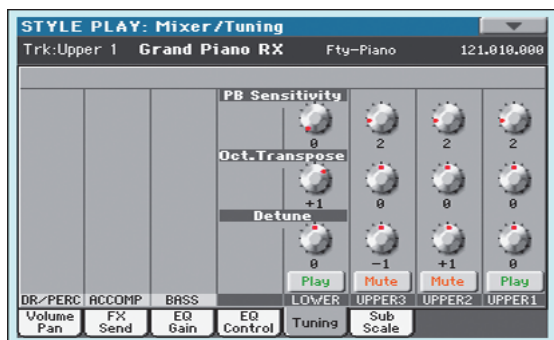 STYLE PLAY: Mixer/Tuning
Trk:Upper 1 Grand Piano RX Fty-Piano 121.010.000
PB Sensitivity
0 2 2 2
Oct.Transpose
+1 0 0 0
Detune
0 -1 +1 0
Play Mute Mute Play
DR/PERC ACCOMP BASS LOWER UPPER3 UPPER2 UPPER1
Volume Pan FX Send EQ Gain EQ Control Tuning Sub Scale